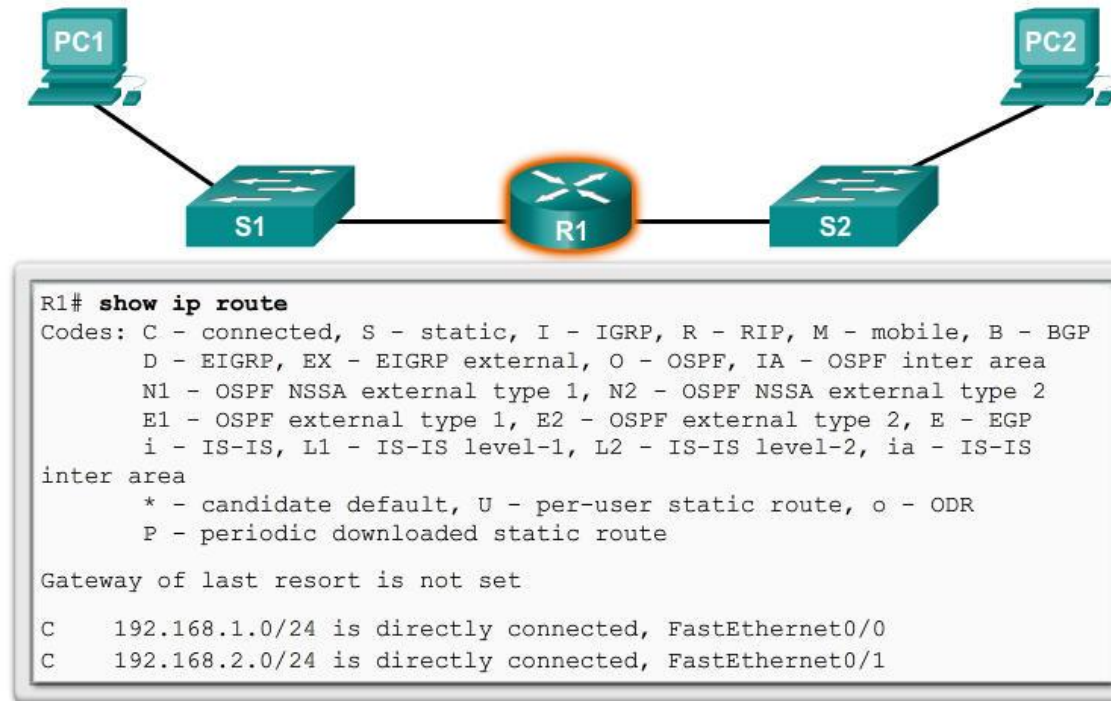 PC1
PC2
S1
R1
S2
R1# show ip route
Codes: C - connected, S - static, I - IGRP, R - RIP, M - mobile, B - BGP
D - EIGRP, EX - EIGRP external, O - OSPF, IA - OSPF inter area
N1 - OSPF NSSA external type 1, N2 - OSPF NSSA external type 2
E1 - OSPF external type 1, E2 - OSPF external type 2, E - EGP
i - IS-IS, L1 - IS-IS level-1, L2 - IS-IS level-2, ia - IS-IS
inter area
* - candidate default, U - per-user static route, o - ODR
P - periodic downloaded static route
Gateway of last resort is not set
C 192.168.1.0/24 is directly connected, FastEthernet0/0
C 192.168.2.0/24 is directly connected, FastEthernet0/1